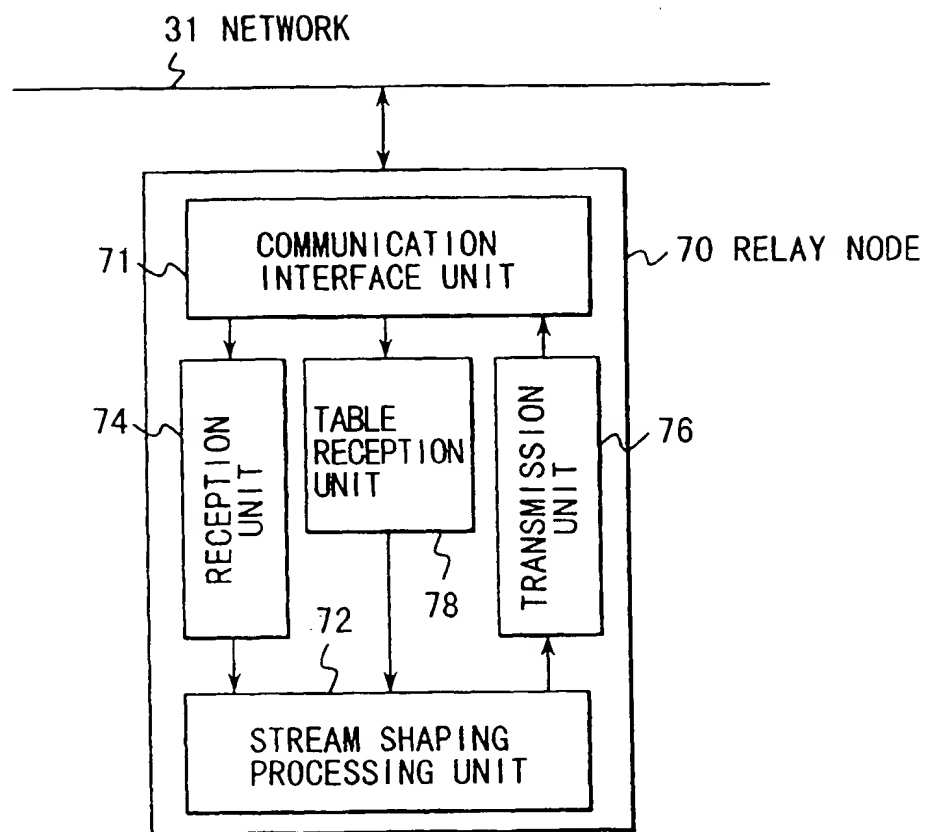 31 NETWORK
COMMUNICATION
INTERFACE UNIT
71
70 RELAY NODE
74
RECEPTION
UNIT
TABLE
RECEPTION
UNIT
78
TRANSMISSION
UNIT
76
72
STREAM SHAPING
PROCESSING UNIT